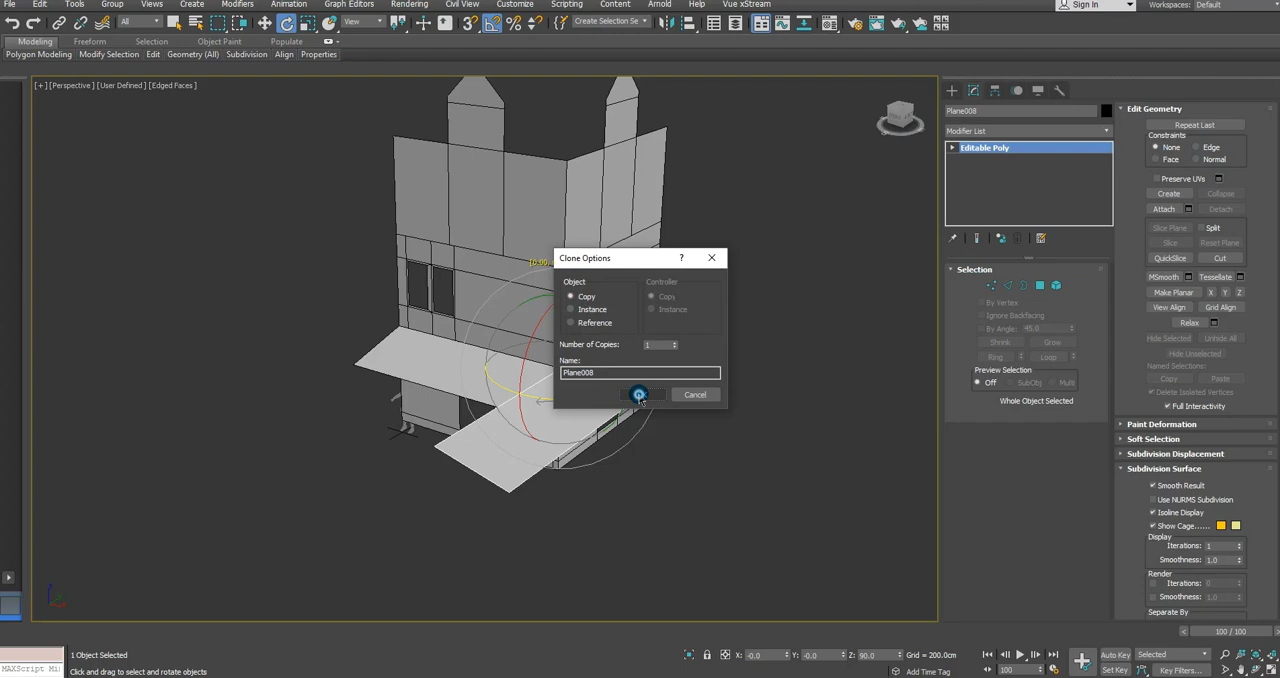 File Edit Tools Group Views Create Modifiers Animation Graph Editors Rendering Civil View Customize Scripting Content Arnold Help Vue xStream Sign In Workspaces: Default
All View Create Selection Se
Modeling Freeform Selection Object Paint Populate
Polygon Modeling Modify Selection Edit Geometry (All) Subdivision Align Properties
[+] [Perspective] [User Defined] [Edged Faces]
Clone Options ?
Object Controller
Copy Copy
Instance Instance
Reference
Number of Copies: 1
Name:
Plane008
Cancel
Plane008
Modifier List
Editable Poly
Selection
By Vertex
Ignore Backfacing
By Angle: 45.0
Shrink Grow
Ring Loop
Preview Selection
Off SubObj Multi
Whole Object Selected
Edit Geometry
Repeat Last
Constraints
None Edge
Face Normal
Preserve UVs
Create Collapse
Attach Detach
Slice Plane Split
Slice Reset Plane
QuickSlice Cut
MSmooth Tessellate
Make Planar X Y Z
View Align Grid Align
Relax
Hide Selected Unhide All
Hide Unselected
Named Selections:
Copy Paste
Delete Isolated Vertices
Full Interactivity
Paint Deformation
Soft Selection
Subdivision Displacement
Subdivision Surface
Smooth Result
Use NURMS Subdivision
Isoline Display
Show Cage......
Display
Iterations: 1
Smoothness: 1.0
Render
Iterations: 0
Smoothness: 1.0
Separate By
100 / 100
1 Object Selected X: -0.0 Y: -0.0 Z: 90.0 Grid = 200.0cm Auto Key Selected
MAXScript Mi Click and drag to select and rotate objects Add Time Tag 100 Set Key Key Filters...